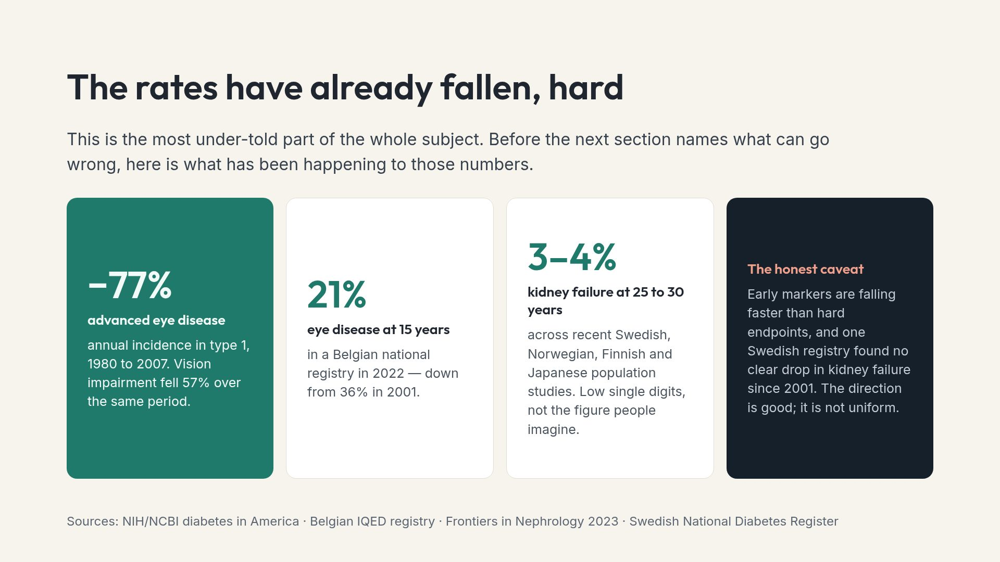 The rates have already fallen, hard
This is the most under-told part of the whole subject. Before the next section names what can go
wrong, here is what has been happening to those numbers.
−77%
advanced eye disease
annual incidence in type 1,
1980 to 2007. Vision
impairment fell 57% over
the same period.
21%
eye disease at 15 years
in a Belgian national
registry in 2022 — down
from 36% in 2001.
3–4%
kidney failure at 25 to 30
years
across recent Swedish,
Norwegian, Finnish and
Japanese population
studies. Low single digits,
not the figure people
imagine.
The honest caveat
Early markers are falling
faster than hard
endpoints, and one
Swedish registry found no
clear drop in kidney failure
since 2001. The direction
is good; it is not uniform.
Sources: NIH/NCBI diabetes in America · Belgian IQED registry · Frontiers in Nephrology 2023 · Swedish National Diabetes Register